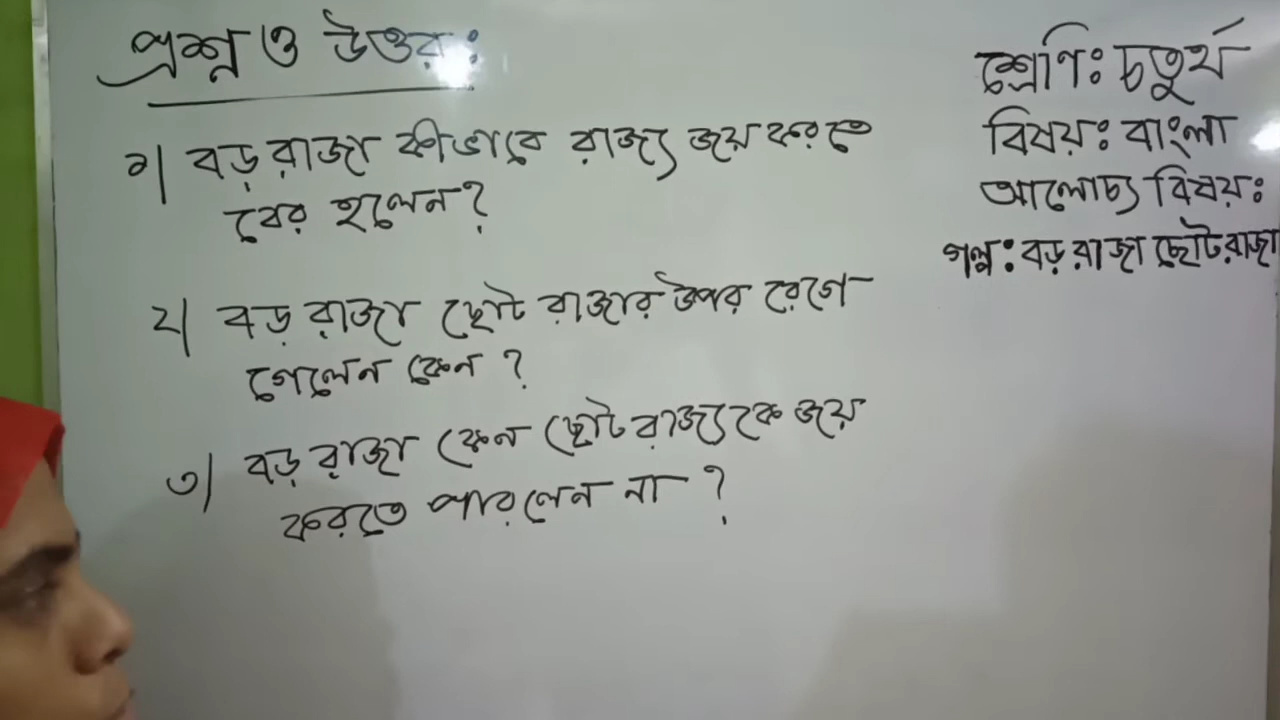 প্রশ্ন ও উত্তর:
১| বড় রাজা কীভাবে রাজ্য জয় করতে
বের হলেন?
২| বড় রাজা ছোট রাজার উপর রেগে
গেলেন কেন ?
৩| বড় রাজা কেন ছোট রাজ্যকে জয়
করতে পারলেন না ?
শ্রেণি: চতুর্থ
বিষয়: বাংলা
আলোচ্য বিষয়:
গল্প: বড় রাজা ছোট রাজা